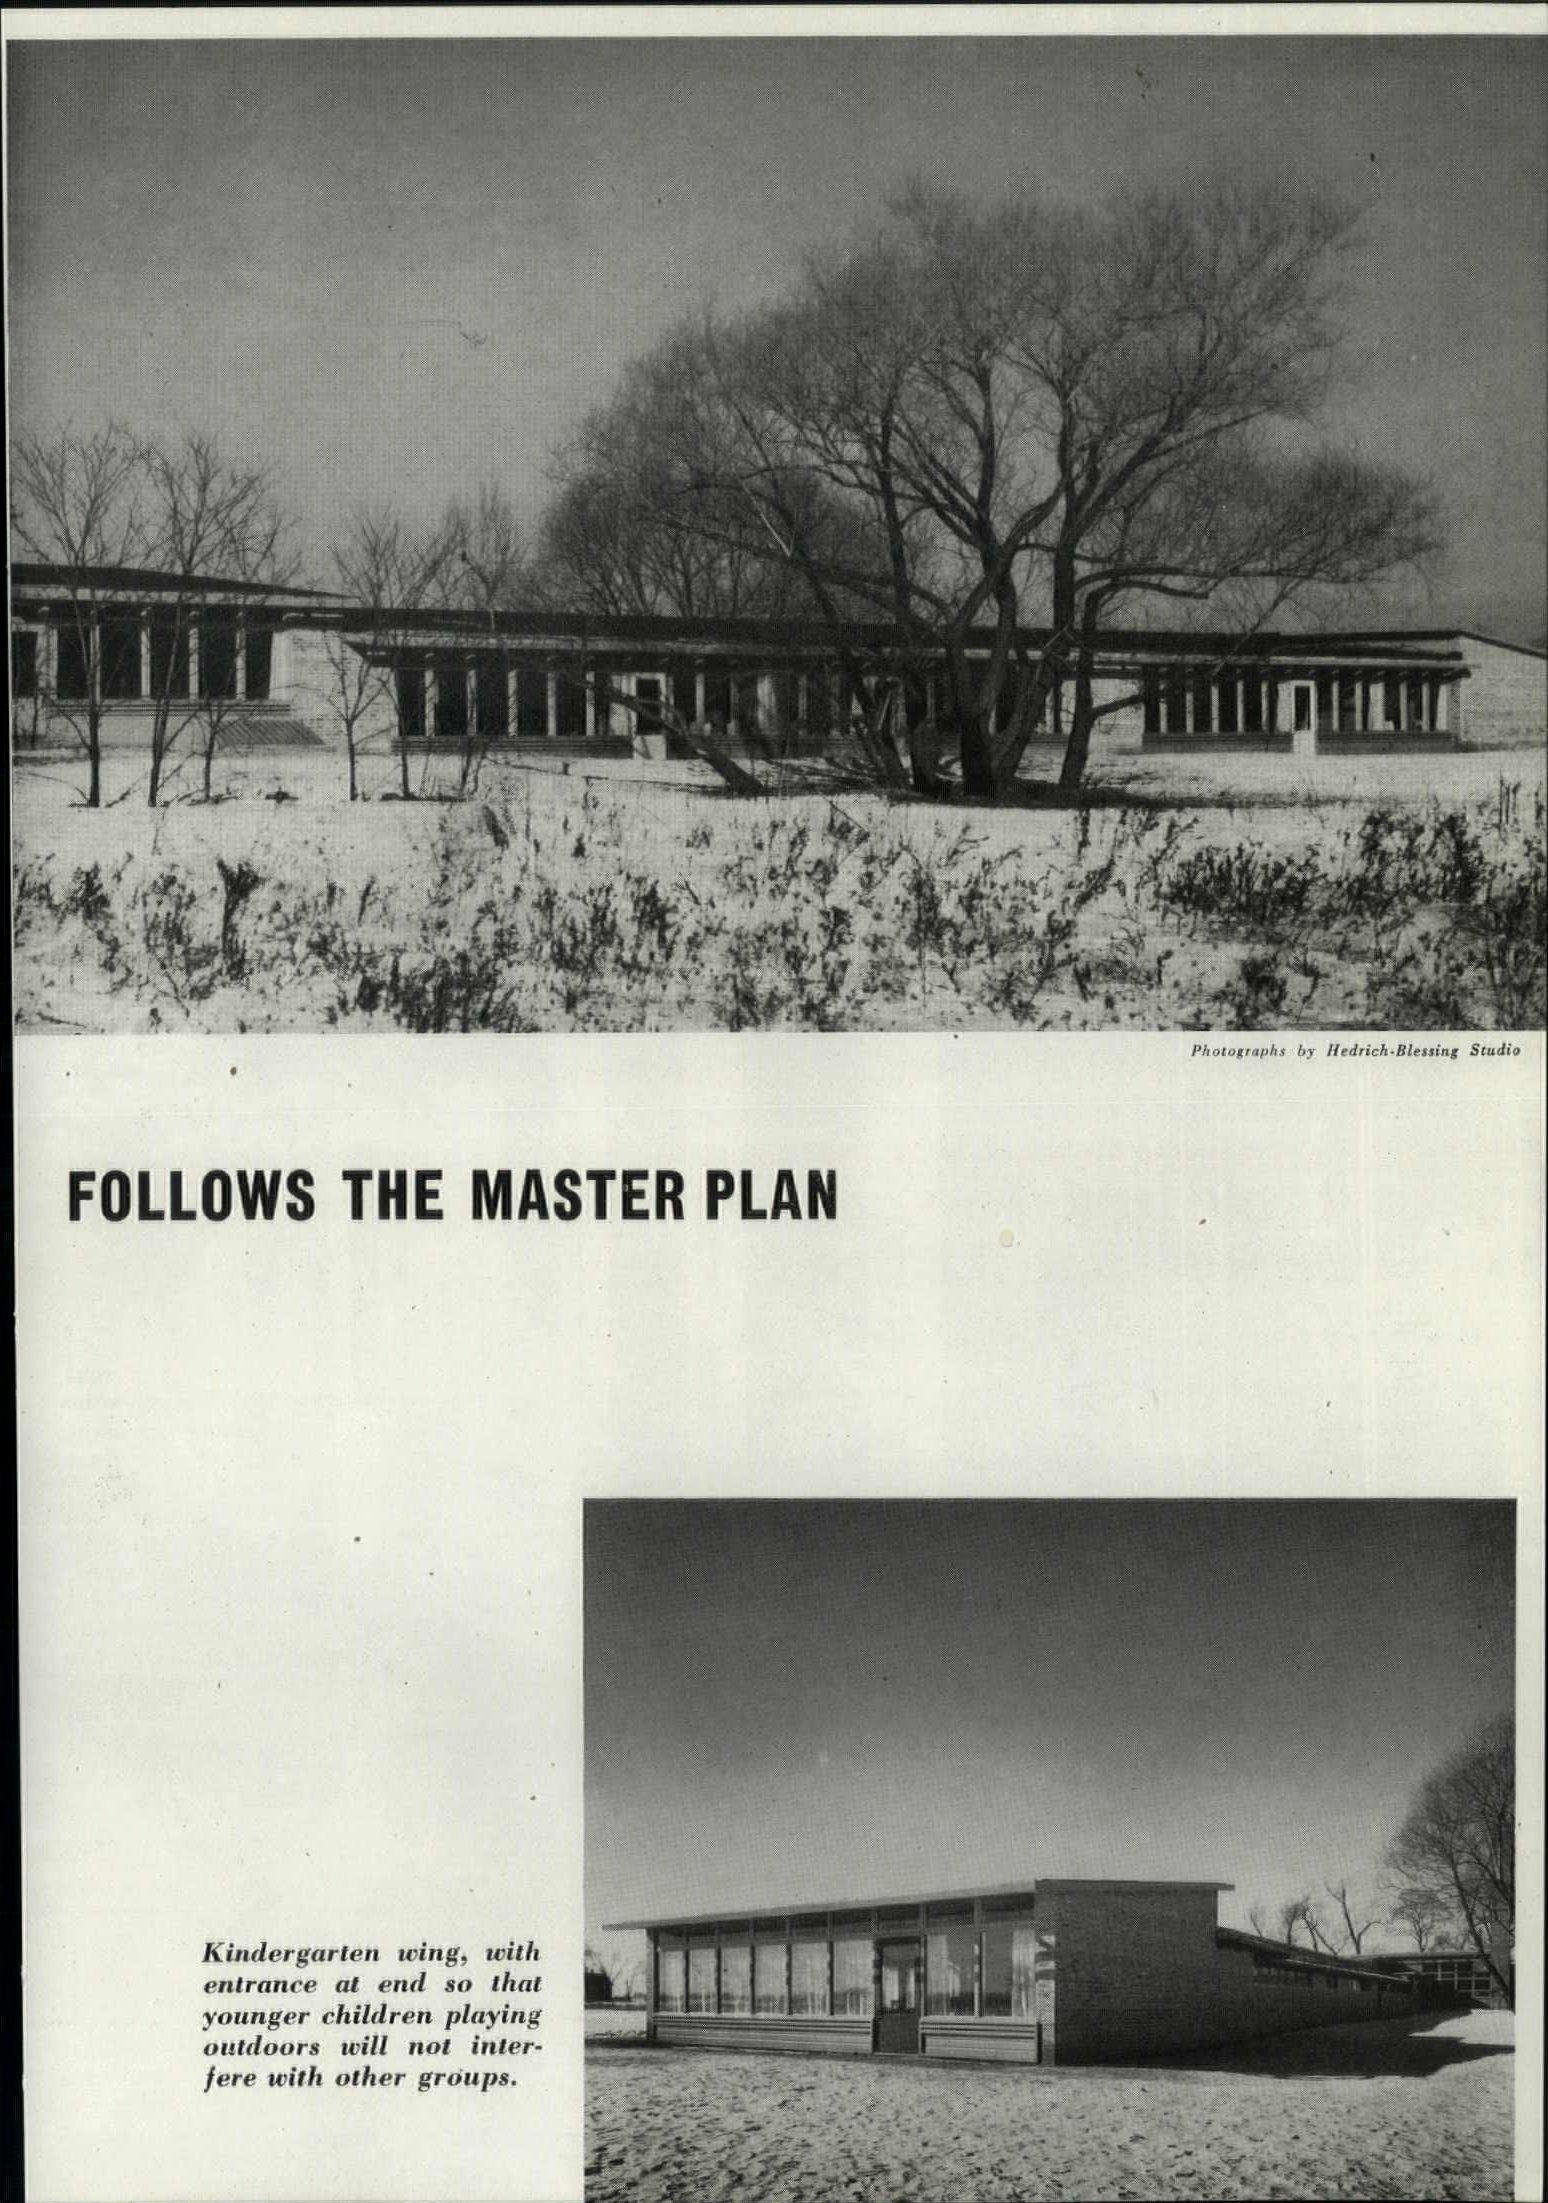 Photographs by Hedrich-Blessing Studio
FOLLOWS THE MASTER PLAN
Kindergarten wing, with
entrance at end so that
younger children playing
outdoors will not inter-
fere with other groups.